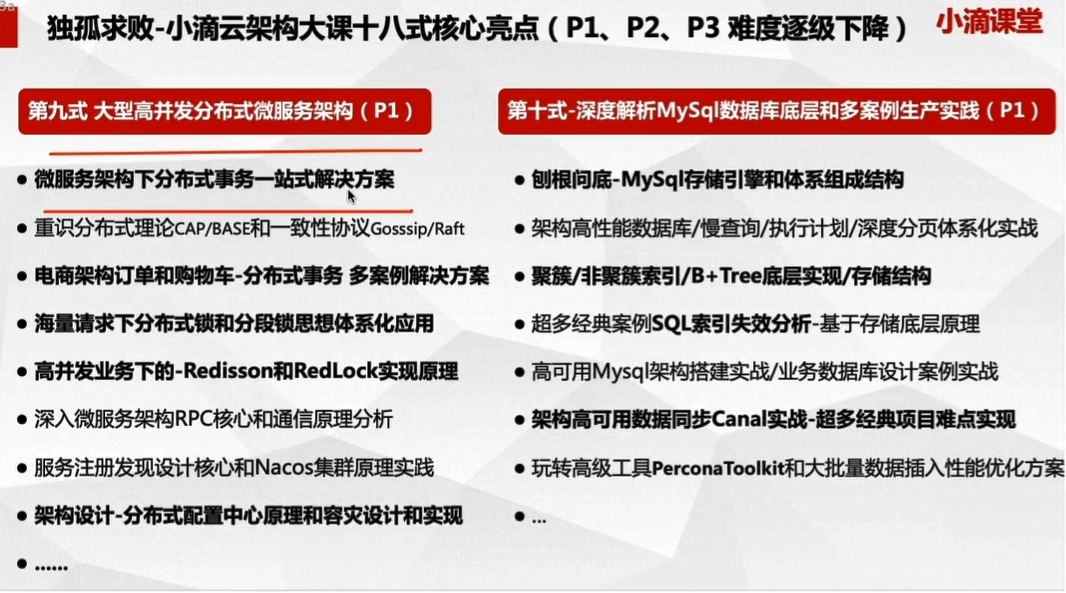 独孤求败-小滴云架构大课十八式核心亮点（P1、P2、P3 难度逐级下降）
小滴课堂
第九式 大型高并发分布式微服务架构（P1）
● 微服务架构下分布式事务一站式解决方案
● 重识分布式理论CAP/BASE和一致性协议Gosssip/Raft
● 电商架构订单和购物车-分布式事务 多案例解决方案
● 海量请求下分布式锁和分段锁思想体系化应用
● 高并发业务下的-Redisson和RedLock实现原理
● 深入微服务架构RPC核心和通信原理分析
● 服务注册发现设计核心和Nacos集群原理实践
● 架构设计-分布式配置中心原理和容灾设计和实现
● ......
第十式-深度解析MySql数据库底层和多案例生产实践（P1）
● 刨根问底-MySql存储引擎和体系组成结构
● 架构高性能数据库/慢查询/执行计划/深度分页体系化实战
● 聚簇/非聚簇索引/B+Tree底层实现/存储结构
● 超多经典案例SQL索引失效分析-基于存储底层原理
● 高可用Mysql架构搭建实战/业务数据库设计案例实战
● 架构高可用数据同步Canal实战-超多经典项目难点实现
● 玩转高级工具PerconaToolkit和大批量数据插入性能优化方案
● ...